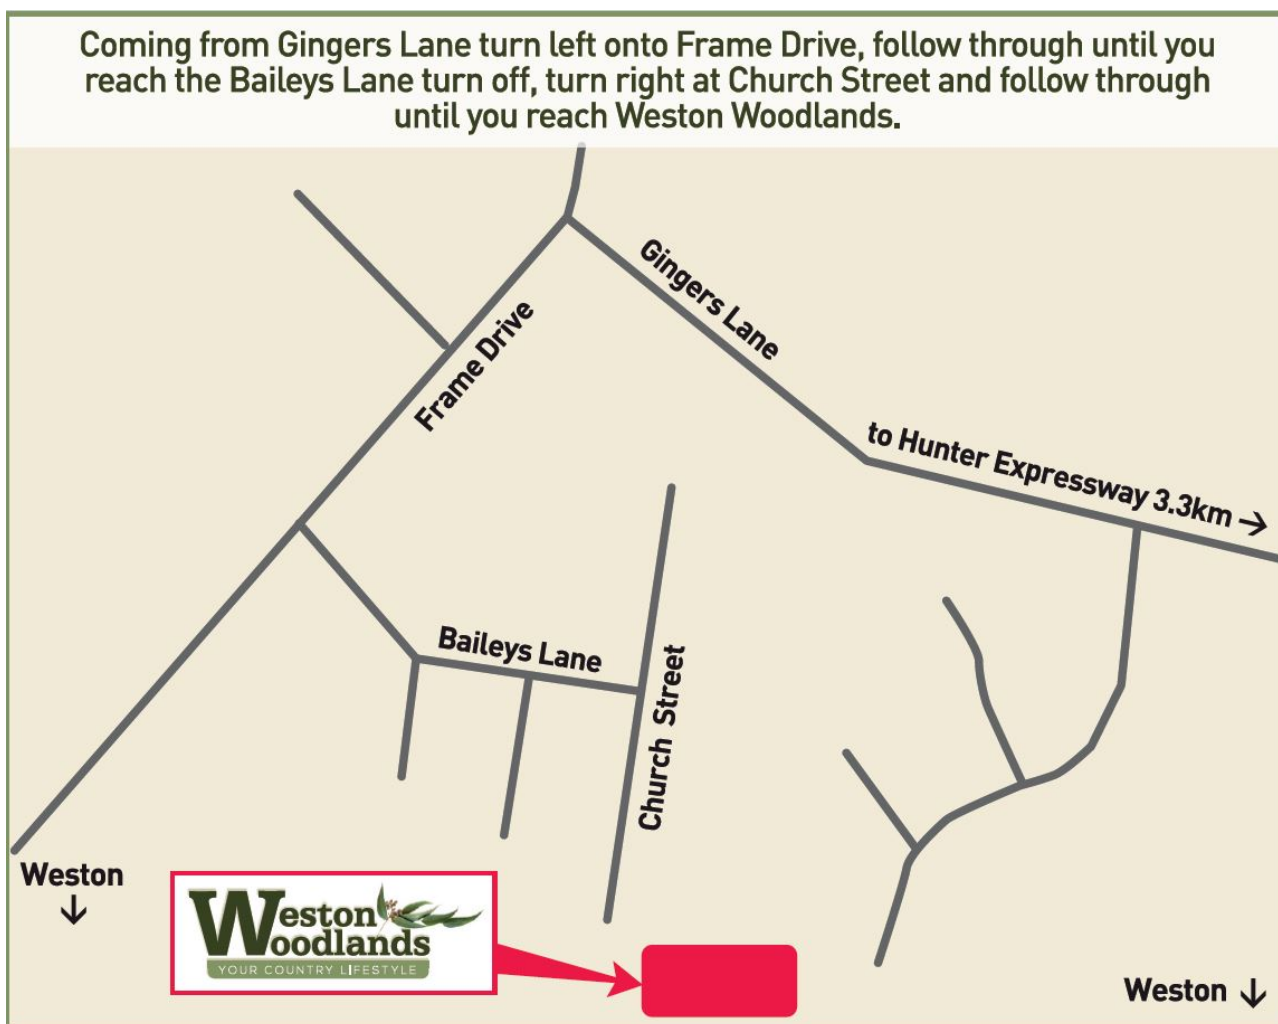 Coming from Gingers Lane turn left onto Frame Drive, follow through until you
reach the Baileys Lane turn off, turn right at Church Street and follow through
until you reach Weston Woodlands.
Gingers Lane
Frame Drive
to Hunter Expressway 3.3km →
Baileys Lane
Church Street
Weston
↓
Weston
Woodlands
YOUR COUNTRY LIFESTYLE
Weston ↓